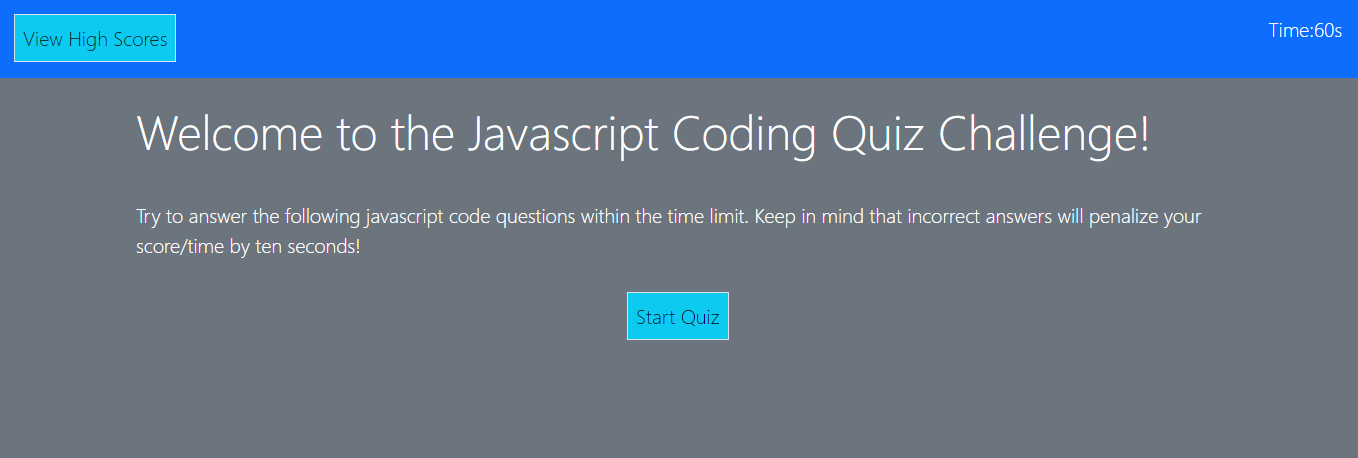 View High Scores
Time:60s
Welcome to the Javascript Coding Quiz Challenge!
Try to answer the following javascript code questions within the time limit. Keep in mind that incorrect answers will penalize your
score/time by ten seconds!
Start Quiz